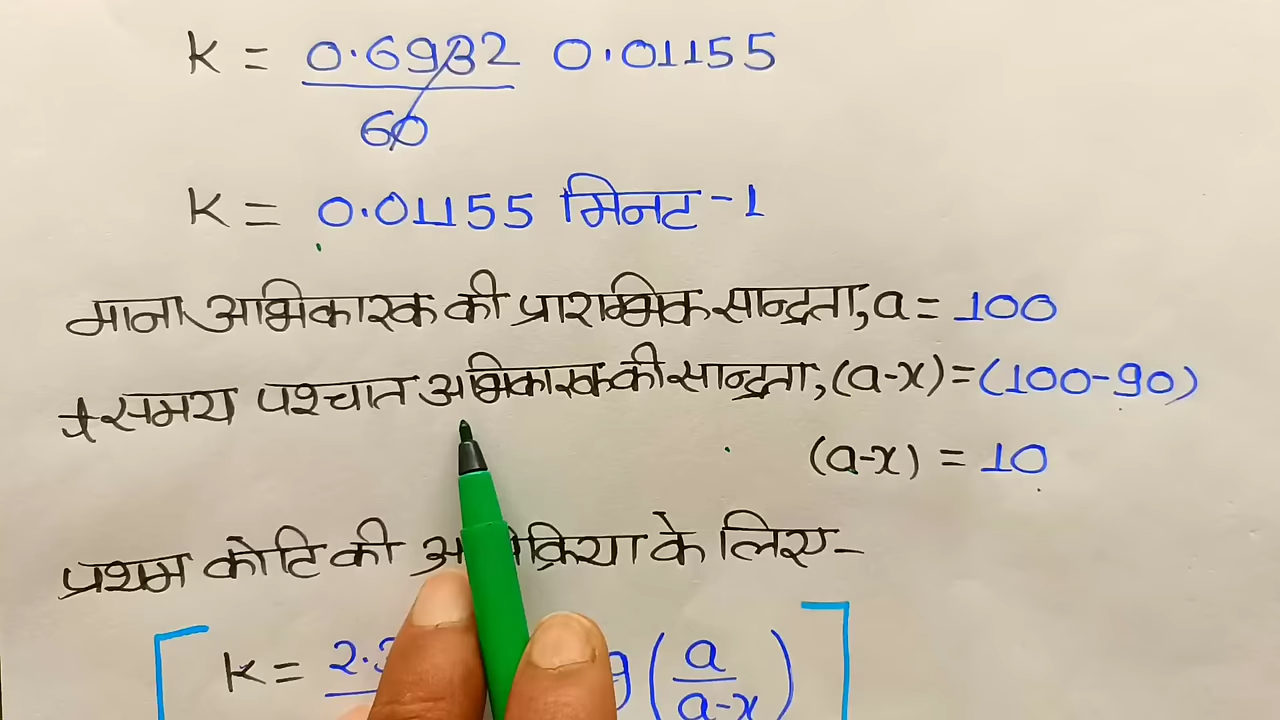 K = 0.6932 0.01155
60
K = 0.01155 मिनट -1
माना अभिकारक की प्रारम्भिक सान्द्रता, a = 100
t समय पश्चात अभिकारक की सान्द्रता, (a-x) = (100-90)
(a-x) = 10
प्रथम कोटि की के लिए-
K = (a
a-x)